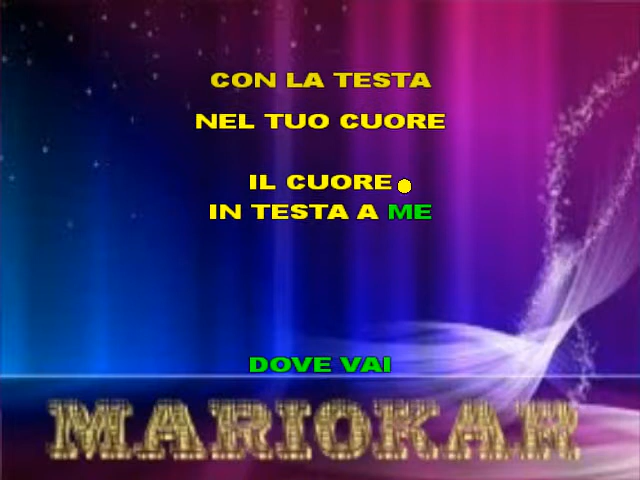 CON LA TESTA
NEL TUO CUORE
IL CUORE
IN TESTA A ME
DOVE VAI
MARIOKAR